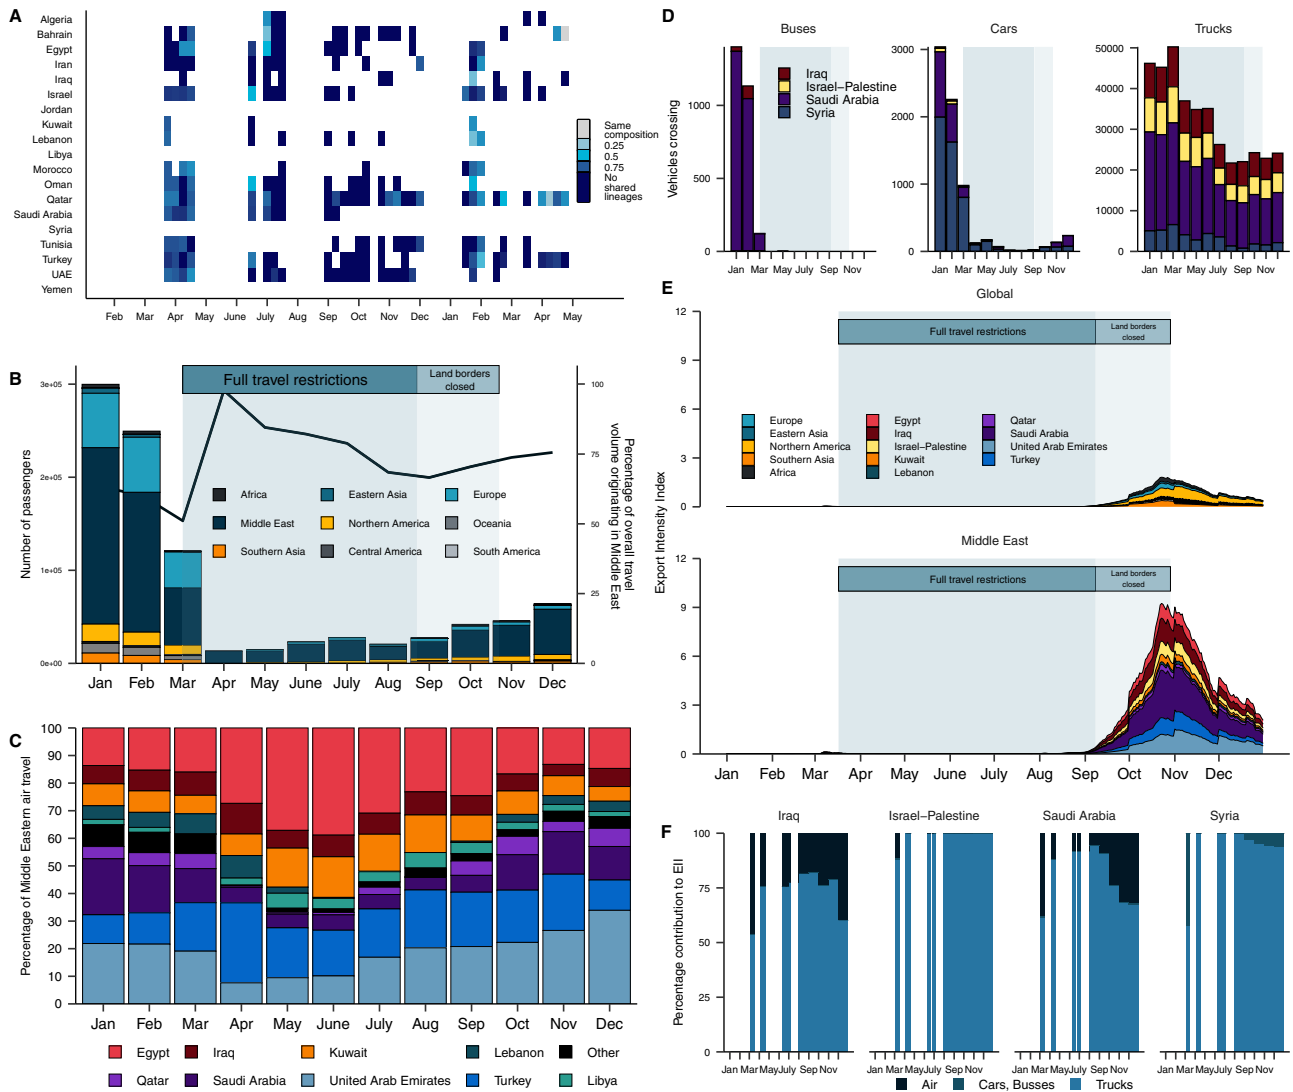 A
Algeria
Bahrain
Egypt
Iran
Iraq
Israel
Jordan
Kuwait
Lebanon
Libya
Morocco
Oman
Qatar
Saudi Arabia
Syria
Tunisia
Turkey
UAE
Yemen
Feb Mar Apr May June July Aug Sep Oct Nov Dec Jan Feb Mar Apr May
Same
composition
0.25
0.5
0.75
No
shared
lineages
B
Number of passengers
3e+05
2e+05
1e+05
0e+00
Full travel restrictions
Land borders
closed
Africa Eastern Asia Europe
Middle East Northern America Oceania
Southern Asia Central America South America
100
75
50
25
0
Percentage of overall travel
volume originating in Middle East
Jan Feb Mar Apr May June July Aug Sep Oct Nov Dec
C
Percentage of Middle Eastern air travel
100
90
80
70
60
50
40
30
20
10
0
Jan Feb Mar Apr May June July Aug Sep Oct Nov Dec
Egypt Iraq Kuwait Lebanon Other
Qatar Saudi Arabia United Arab Emirates Turkey Libya
D
Vehicles crossing
Buses
1000
500
0
Jan Mar May Sep Nov
Iraq
Israel−Palestine
Saudi Arabia
Syria
Cars
3000
2000
1000
0
Jan Mar May July Sep Nov
Trucks
50000
40000
30000
20000
10000
0
Jan Mar May July Sep Nov
E
Export Intensity Index
Global
12
9
6
3
0
Full travel restrictions
Land borders
closed
Europe Egypt Qatar
Eastern Asia Iraq Saudi Arabia
Northern America Israel−Palestine United Arab Emirates
Southern Asia Kuwait Turkey
Africa Lebanon
Middle East
12
9
6
3
0
Full travel restrictions
Land borders
closed
Jan Feb Mar Apr May June July Aug Sep Oct Nov Dec
F
Percentage contribution to EII
Iraq Israel−Palestine Saudi Arabia Syria
100
75
50
25
0
Jan Mar May July Sep Nov Jan Mar May July Sep Nov Jan Mar May July Sep Nov Jan Mar May July Sep Nov
Air Cars, Busses Trucks